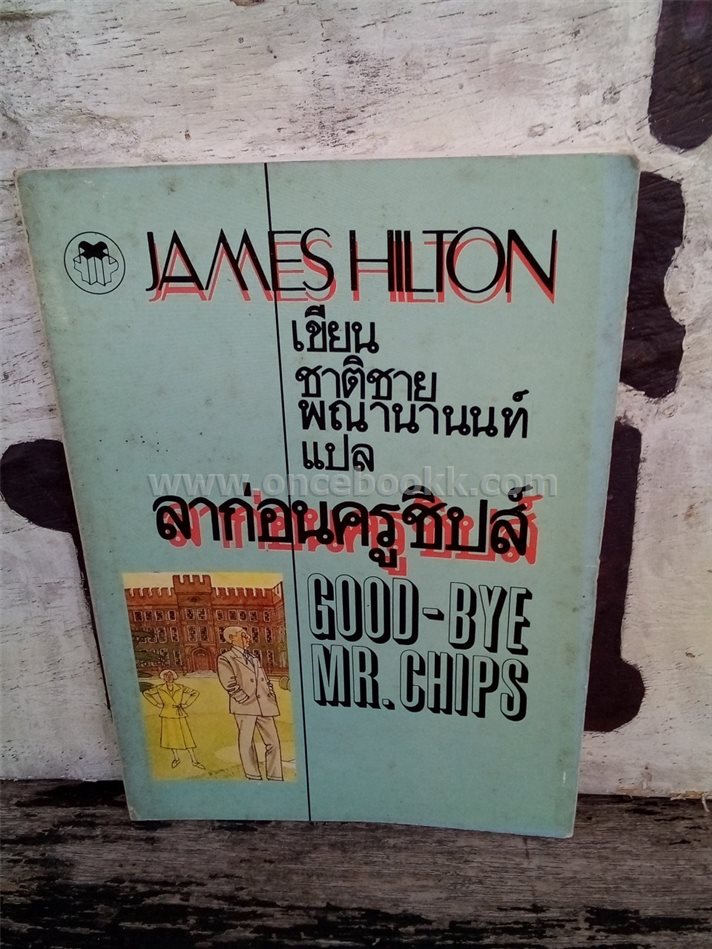 JAMES HILTON
เขียน
ชาติชาย
พณานานนท์
แปล
www.oncebookk.com
ลาก่อนครูชิปส์
GOOD-BYE
MR. CHIPS